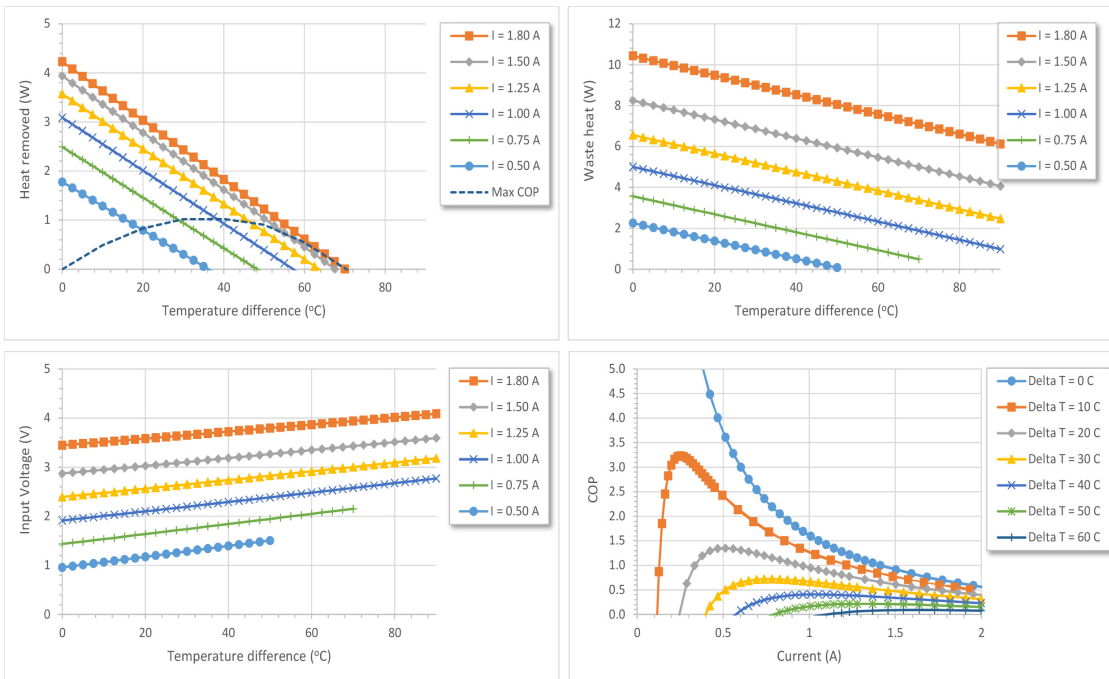 Heat removed (W)
5
4
3
2
1
0
0 20 40 60 80
Temperature difference (ºC)
I = 1.80 A
I = 1.50 A
I = 1.25 A
I = 1.00 A
I = 0.75 A
I = 0.50 A
Max COP
Waste heat (W)
12
10
8
6
4
2
0
0 20 40 60 80
Temperature difference (ºC)
I = 1.80 A
I = 1.50 A
I = 1.25 A
I = 1.00 A
I = 0.75 A
I = 0.50 A
Input Voltage (V)
5
4
3
2
1
0
0 20 40 60 80
Temperature difference (ºC)
I = 1.80 A
I = 1.50 A
I = 1.25 A
I = 1.00 A
I = 0.75 A
I = 0.50 A
COP
5.0
4.5
4.0
3.5
3.0
2.5
2.0
1.5
1.0
0.5
0.0
0 0.5 1 1.5 2
Current (A)
Delta T = 0 C
Delta T = 10 C
Delta T = 20 C
Delta T = 30 C
Delta T = 40 C
Delta T = 50 C
Delta T = 60 C